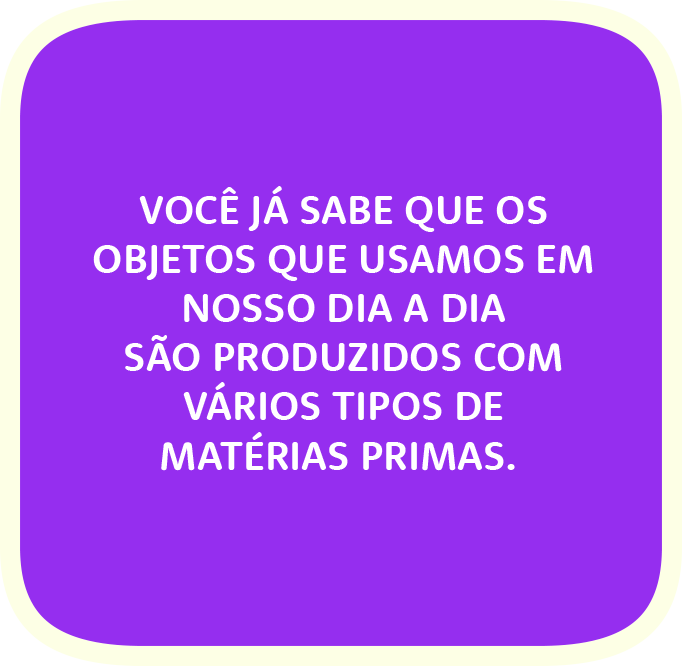 VOCÊ JÁ SABE QUE OS
OBJETOS QUE USAMOS EM
NOSSO DIA A DIA
SÃO PRODUZIDOS COM
VÁRIOS TIPOS DE
MATÉRIAS PRIMAS.